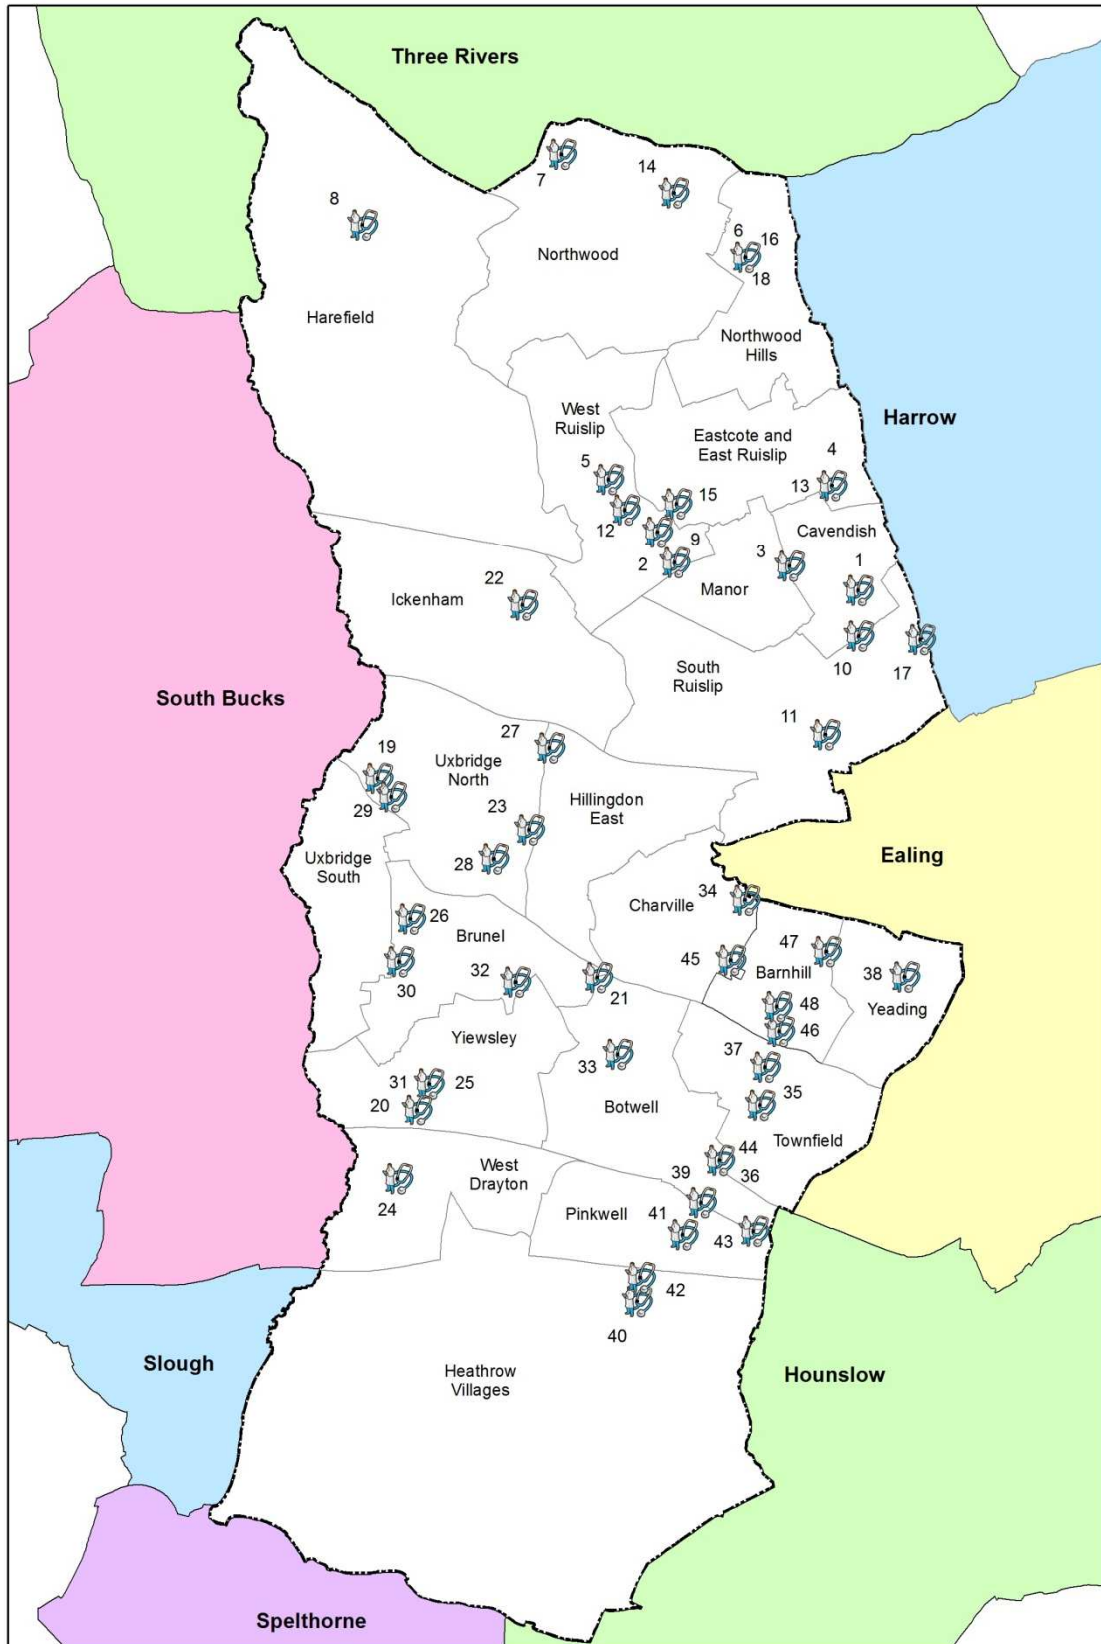 Three Rivers
7
14
8
6
16
18
Northwood
Harefield
Northwood
Hills
West
Ruislip
Harrow
Eastcote and
East Ruislip
4
5
15
13
12
9
Cavendish
2
3
1
22
Manor
Ickenham
10
17
South
Ruislip
South Bucks
11
27
19
Uxbridge
North
Hillingdon
East
23
29
Uxbridge
South
28
Ealing
34
Charville
26
Brunel
47
45
Barnhill
38
32
30
21
48
Yeading
46
Yiewsley
37
33
31
25
35
20
Botwell
44
Townfield
West
Drayton
39
36
24
Pinkwell
41
43
42
40
Slough
Heathrow
Villages
Hounslow
Spelthorne